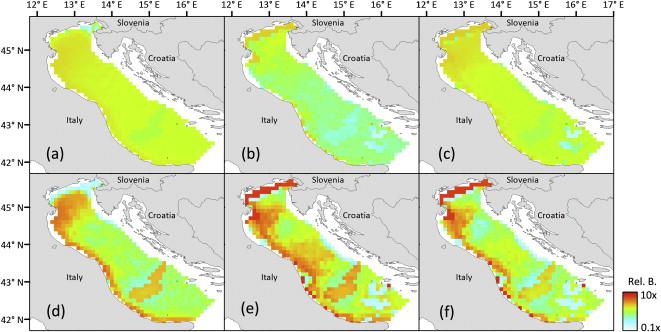 12°E 13°E 14°E 15°E 16°E 12°E 13°E 14°E 15°E 16°E 12°E 13°E 14°E 15°E 16°E 17°E
Slovenia Slovenia Slovenia
45°N
Croatia Croatia Croatia
44°N
43°N Italy Italy Italy
(a) (b) (c)
42°N
Slovenia Slovenia Slovenia
45°N
Croatia Croatia Croatia
44°N
43°N Italy Italy Italy
Rel. B.
10x
(d) (e) (f)
42°N
0.1x